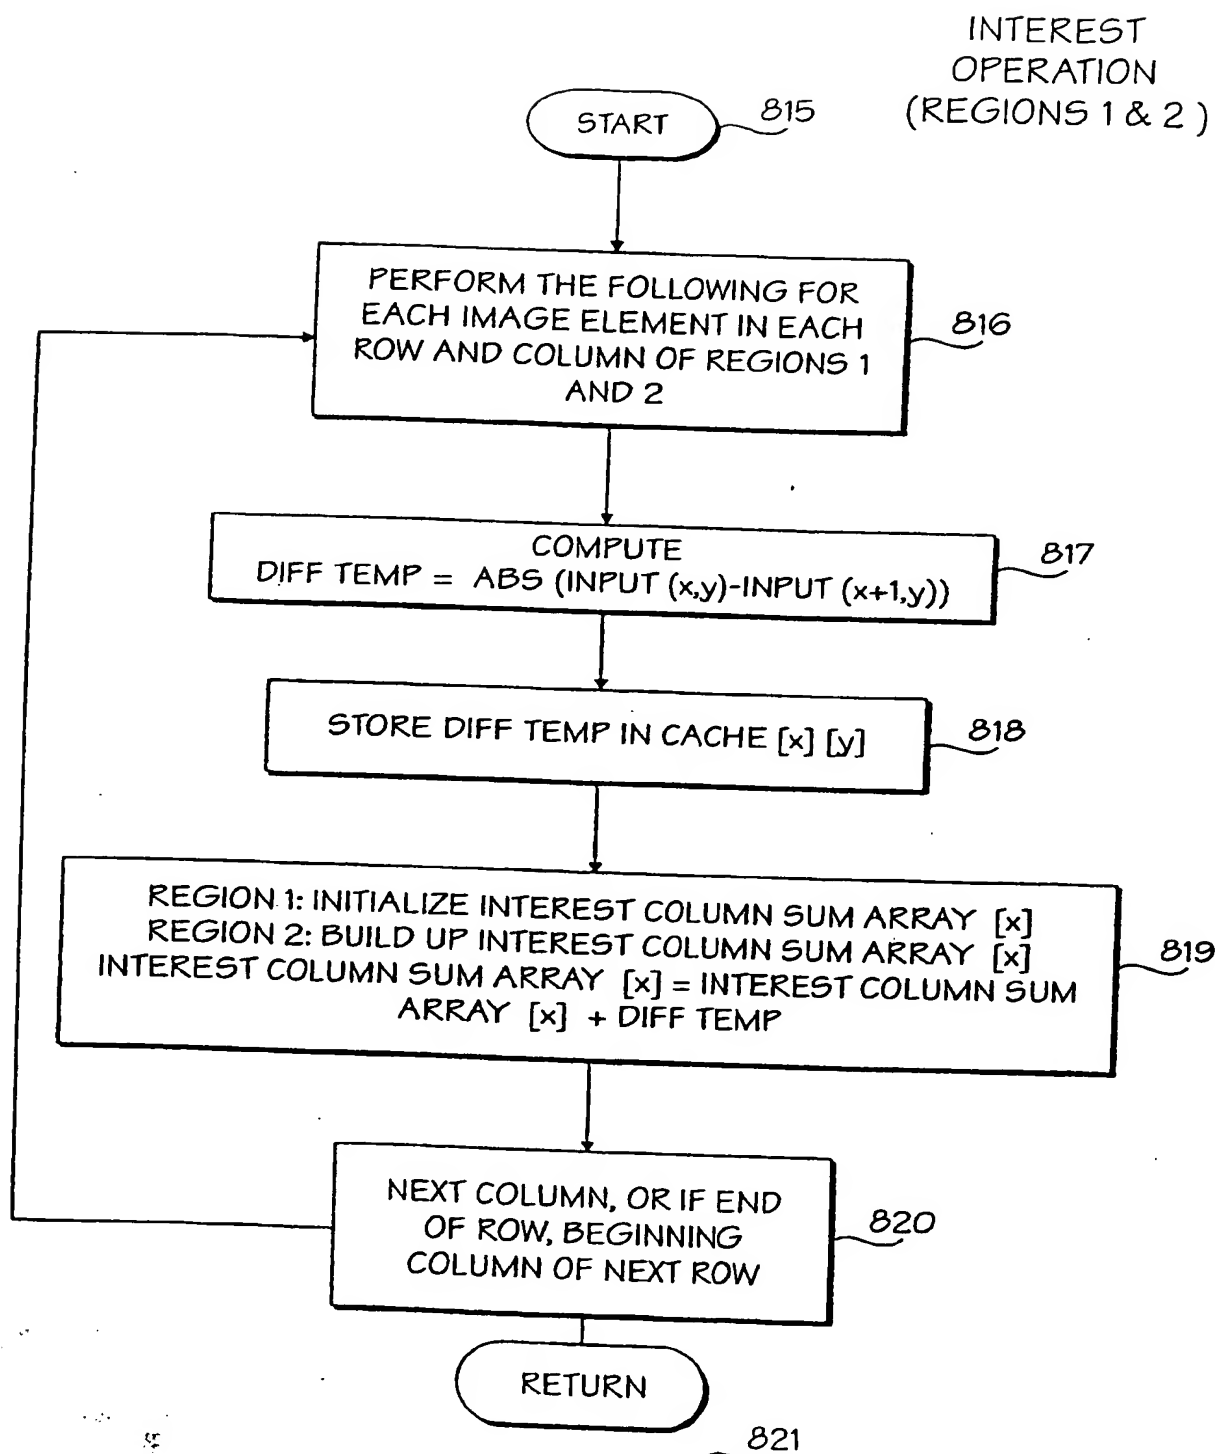 INTEREST
OPERATION
(REGIONS 1 & 2 )
START
815
PERFORM THE FOLLOWING FOR
EACH IMAGE ELEMENT IN EACH
ROW AND COLUMN OF REGIONS 1
AND 2
816
COMPUTE
DIFF TEMP = ABS (INPUT (x,y)-INPUT (x+1,y))
817
STORE DIFF TEMP IN CACHE [x] [y]
818
REGION 1: INITIALIZE INTEREST COLUMN SUM ARRAY [x]
REGION 2: BUILD UP INTEREST COLUMN SUM ARRAY [x]
INTEREST COLUMN SUM ARRAY [x] = INTEREST COLUMN SUM
ARRAY [x] + DIFF TEMP
819
NEXT COLUMN, OR IF END
OF ROW, BEGINNING
COLUMN OF NEXT ROW
820
RETURN
821